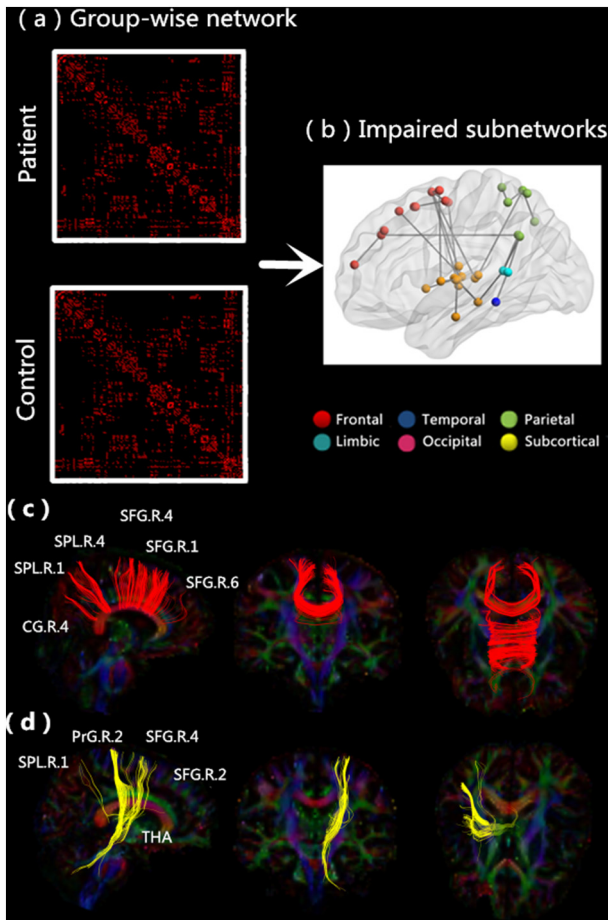 ( a ) Group-wise network
Patient
( b ) Impaired subnetworks
Control
Frontal Temporal Parietal
Limbic Occipital Subcortical
( c )
SFG.R.4
SPL.R.4 SFG.R.1
SPL.R.1 SFG.R.6
CG.R.4
( d )
PrG.R.2 SFG.R.4
SPL.R.1 SFG.R.2
THA